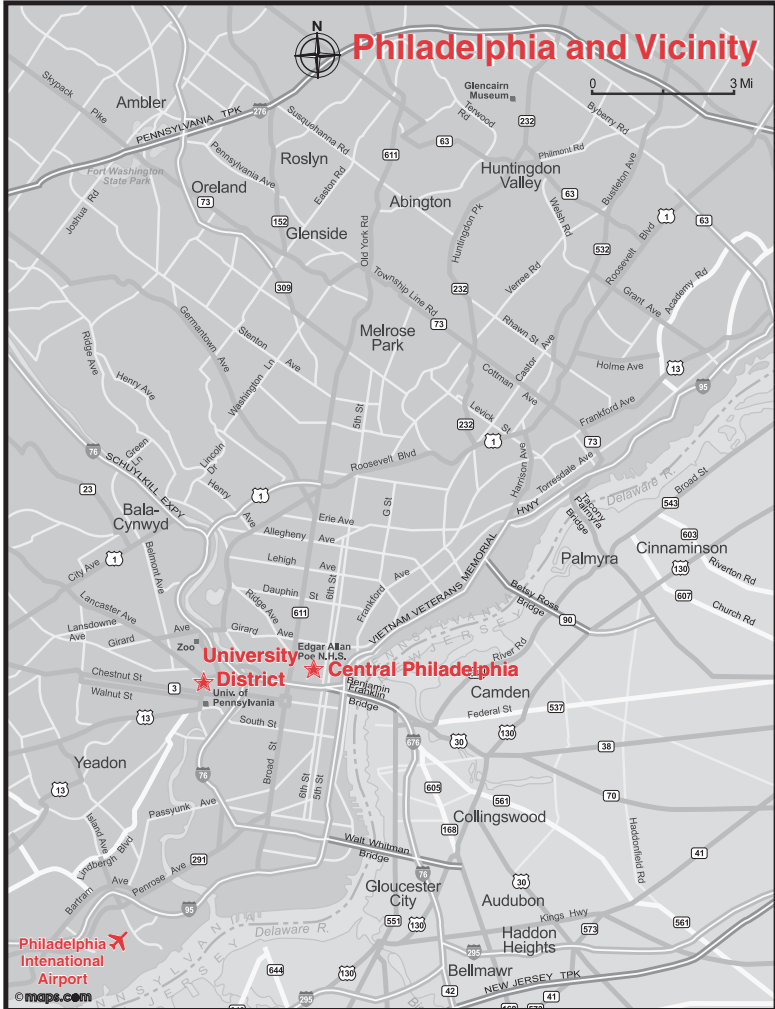 N
Philadelphia and Vicinity
0 3 Mi
Glencairn
Museum
Skypack
Pike
Ambler
276
PENNSYLVANIA TPK
Susquehanna Rd
Terwood
Rd
232
Byberry Rd
63
611
Philmont Rd
Roslyn
Fort Washington
State Park
Pennsylvania Ave
Easton Rd
Huntingdon
Valley
Bustleton Ave
Oreland
73
Joshua Rd
Abington
63
Welsh Rd
1
63
152
Glenside
Old York Rd
Huntingdon Pk
532
Roosevelt Blvd
309
Township Line Rd
232
Verree Rd
Grant Ave
Academy Rd
Germantown Ave
Stenton Ave
73
Melrose
Park
Rhawn St
Castor Ave
Ridge Ave
Henry Ave
Washington Ln
Cottman Ave
Holme Ave
13
95
5th St
Levick St
Frankford Ave
232
1
73
76
Green
Ln
Lincoln
Dr
Roosevelt Blvd
Harrison Ave
Torresdale Ave
SCHUYLKILL EXPY
23
Henry
Ave
1
G St
HWY
Tacony
Palmyra
Bridge
Delaware R.
Broad St
543
Bala-
Cynwyd
Erie Ave
Allegheny Ave
603
Cinnaminson
Palmyra
130
Riverton Rd
1
City Ave
Belmont Ave
Lehigh Ave
6th St
Frankford Ave
VIETNAM VETERANS MEMORIAL
Betsy Ross
Bridge
607
Church Rd
Dauphin St
Ridge Ave
611
90
Lancaster Ave
Lansdowne
Ave
Girard Ave
Girard Ave
PENNSYLVANIA
NEW JERSEY
Zoo
Edgar Allan
Poe N.H.S.
River Rd
University
District
Central Philadelphia
Chestnut St
3
Walnut St
Univ. of
Pennsylvania
Benjamin
Franklin
Bridge
Camden
13
South St
Federal St
537
676
30
130
38
Yeadon
76
Broad St
6th St
5th St
13
605
561
70
Passyunk Ave
168
Collingswood
Island Ave
Lindbergh Blvd
291
Walt Whitman
Bridge
Haddonfield Rd
41
Bartram Ave
Penrose Ave
76
30
Gloucester
City
Audubon
95
551
130
Kings Hwy
573
561
Delaware R.
Haddon
Heights
Philadelphia
Intenational
Airport
295
644
130
Bellmawr
NEW JERSEY TPK
42
41
295
© maps.com